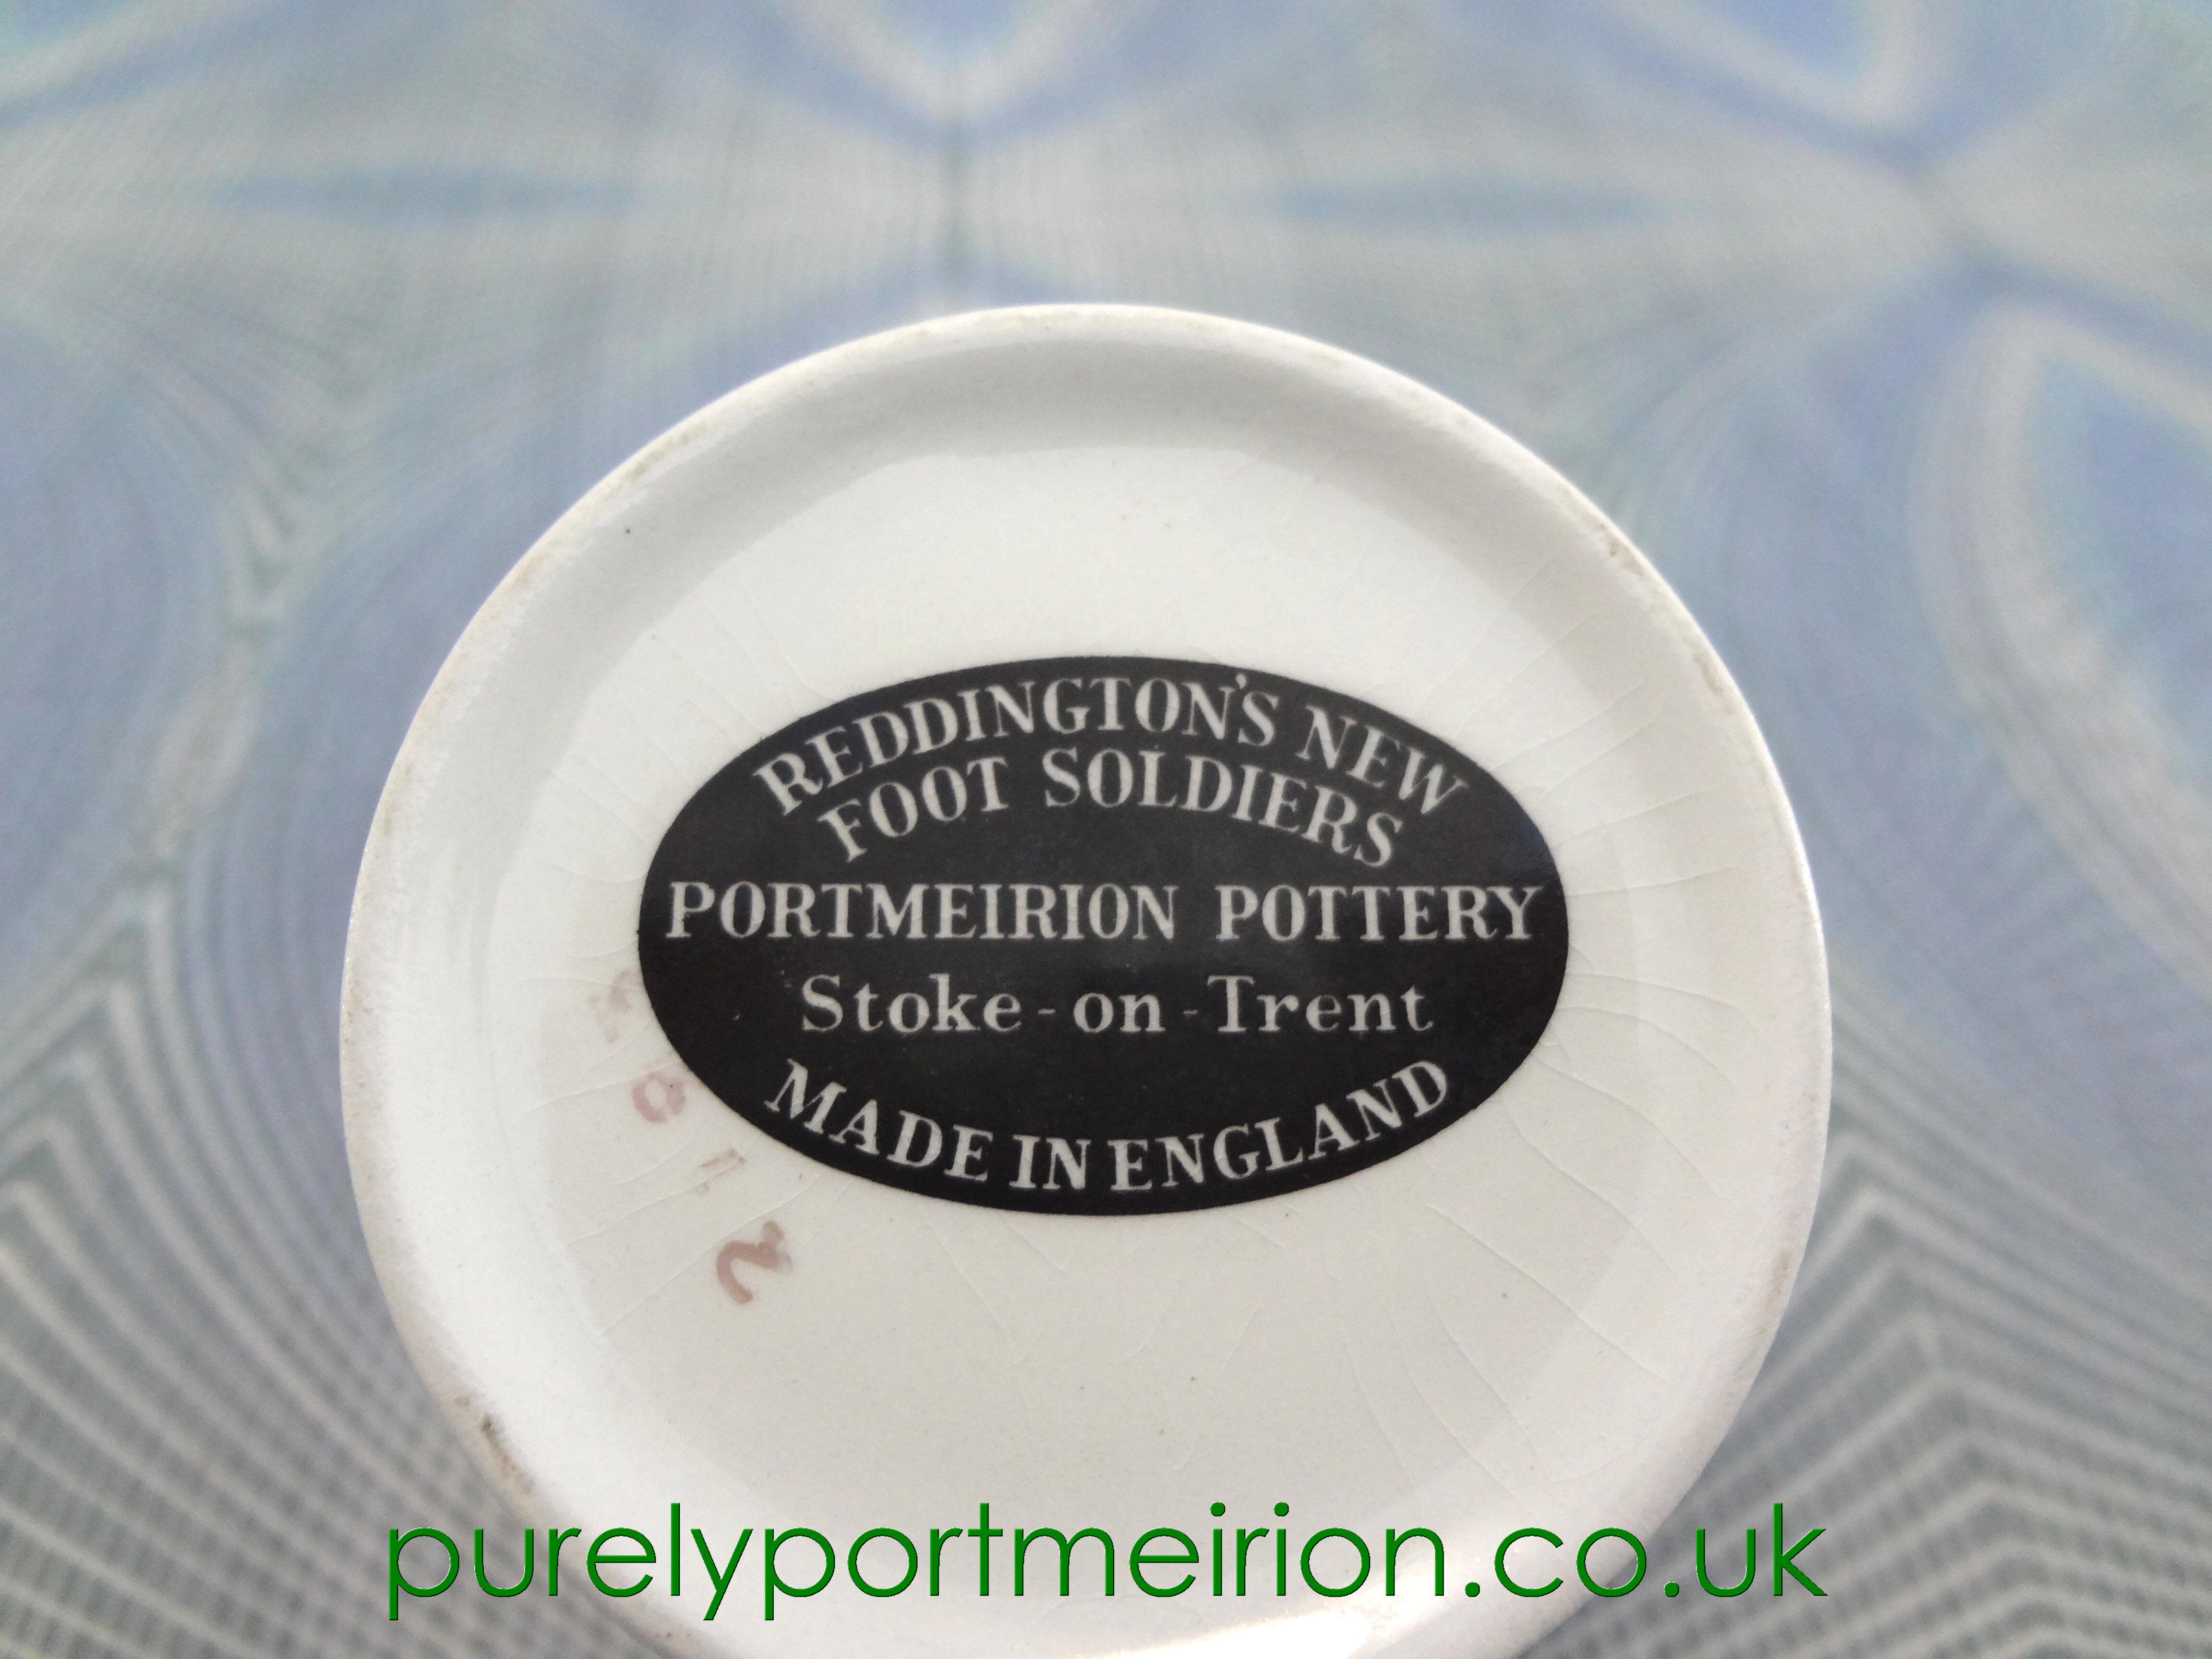 REDDINGTON'S NEW
FOOT SOLDIERS
PORTMEIRION POTTERY
Stoke-on-Trent
MADE IN ENGLAND
purelyportmeirion.co.uk